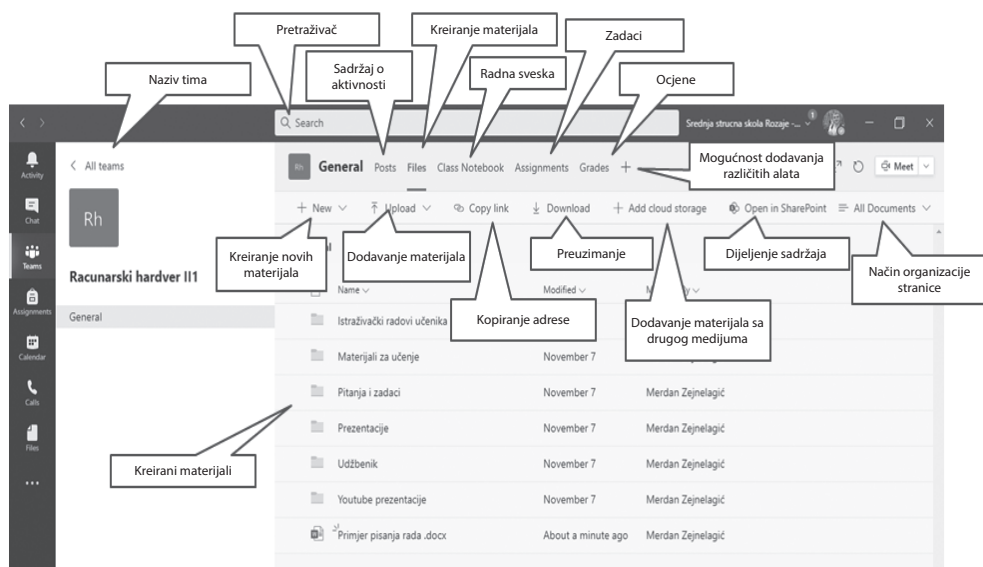 Pretraživač
Kreiranje materijala
Zadaci
Naziv tima
Sadržaj o
aktivnosti
Radna sveska
Ocjene
Search
Srednja strucna skola Rozaje -...
Activity
Chat
Teams
Assignments
Calendar
Calls
Files
All teams
Rh
Racunarski hardver II1
General
Rh
General Posts Files Class Notebook Assignments Grades
Mogućnost dodavanja
različitih alata
Meet
New Upload Copy link Download Add cloud storage Open in SharePoint All Documents
Kreiranje novih
materijala
Dodavanje materijala
Preuzimanje
Dijeljenje sadržaja
Način organizacije
stranice
Name Modified
Kopiranje adrese
Dodavanje materijala sa
drugog medijuma
Istraživački radovi učenika
Materijali za učenje November 7
Pitanja i zadaci November 7 Merdan Zejnelagić
Prezentacije November 7 Merdan Zejnelagić
Udžbenik November 7 Merdan Zejnelagić
Youtube prezentacije November 7 Merdan Zejnelagić
Primjer pisanja rada .docx About a minute ago Merdan Zejnelagić
Kreirani materijali